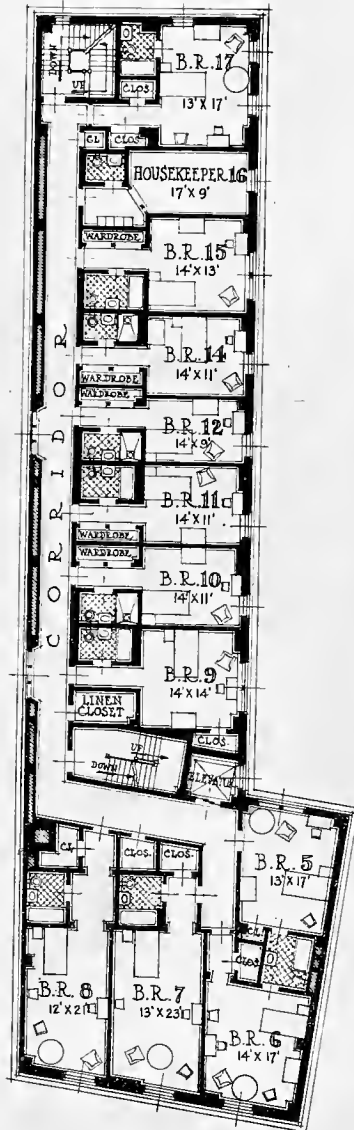 DOWN
UP
B.R. 17
13' X 17'
CLOS.
CL
CLOS
HOUSEKEEPER 16
17' X 9'
WARDROBE
B.R. 15
14' X 13'
B.R. 14
14' X 11'
WARDROBE
WARDROBE
B.R. 12
14' X 9'
B.R. 11
14' X 11'
WARDROBE
WARDROBE
B.R. 10
14' X 11'
CORRIDOR
B.R. 9
14' X 14'
LINEN
CLOSET
CLOS.
UP
DOWN
ELEVATOR
CL
CLOS.
CLOS.
B.R. 5
13' X 17'
CL
CLOS
B.R. 8
12' X 21'
B.R. 7
13' X 23'
B.R. 6
14' X 17'